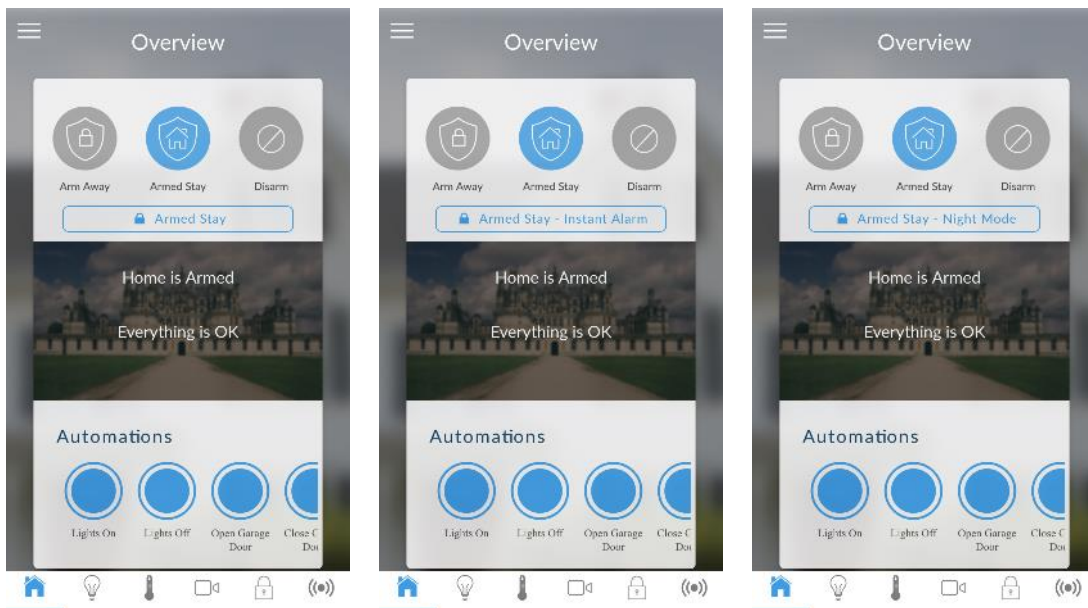 Overview
Arm Away Armed Stay Disarm
Armed Stay
Home is Armed
Everything is OK
Automations
Lights On Lights Off Open Garage Close
Door
Overview
Arm Away Armed Stay Disarm
Armed Stay - Instant Alarm
Home is Armed
Everything is OK
Automations
Lights On Lights Off Open Garage Close
Door
Overview
Arm Away Armed Stay Disarm
Armed Stay - Night Mode
Home is Armed
Everything is OK
Automations
Lights On Lights Off Open Garage Close
Door